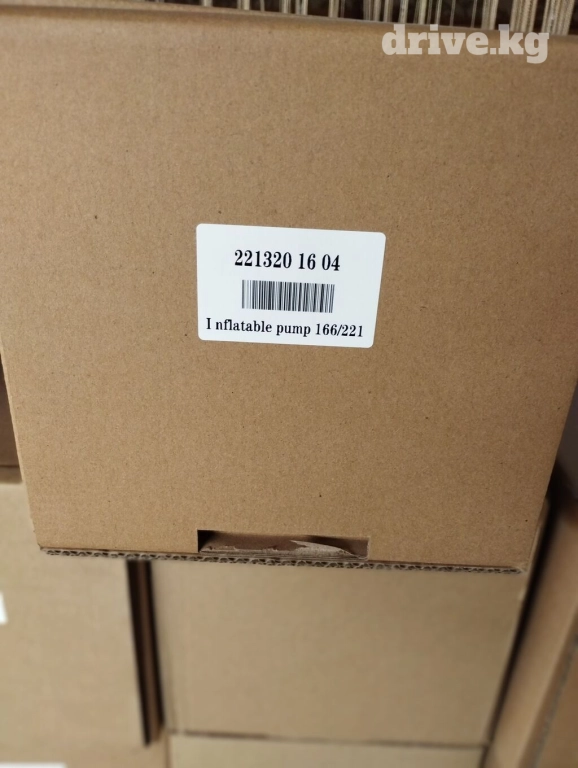 drive.kg
221320 16 04
I nflatable pump 166/221